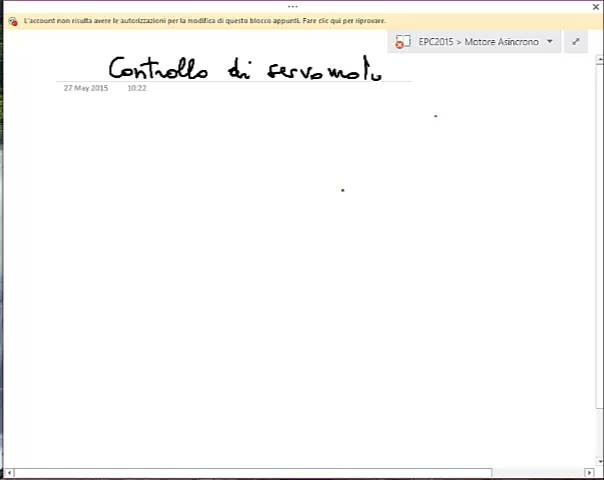 L'account non risulta avere le autorizzazioni per la modifica di questo blocco appunti. Fare clic qui per riprovare.
EPC2015 > Motore Asincrono
Controllo di servomoto
27 May 2015 10:22